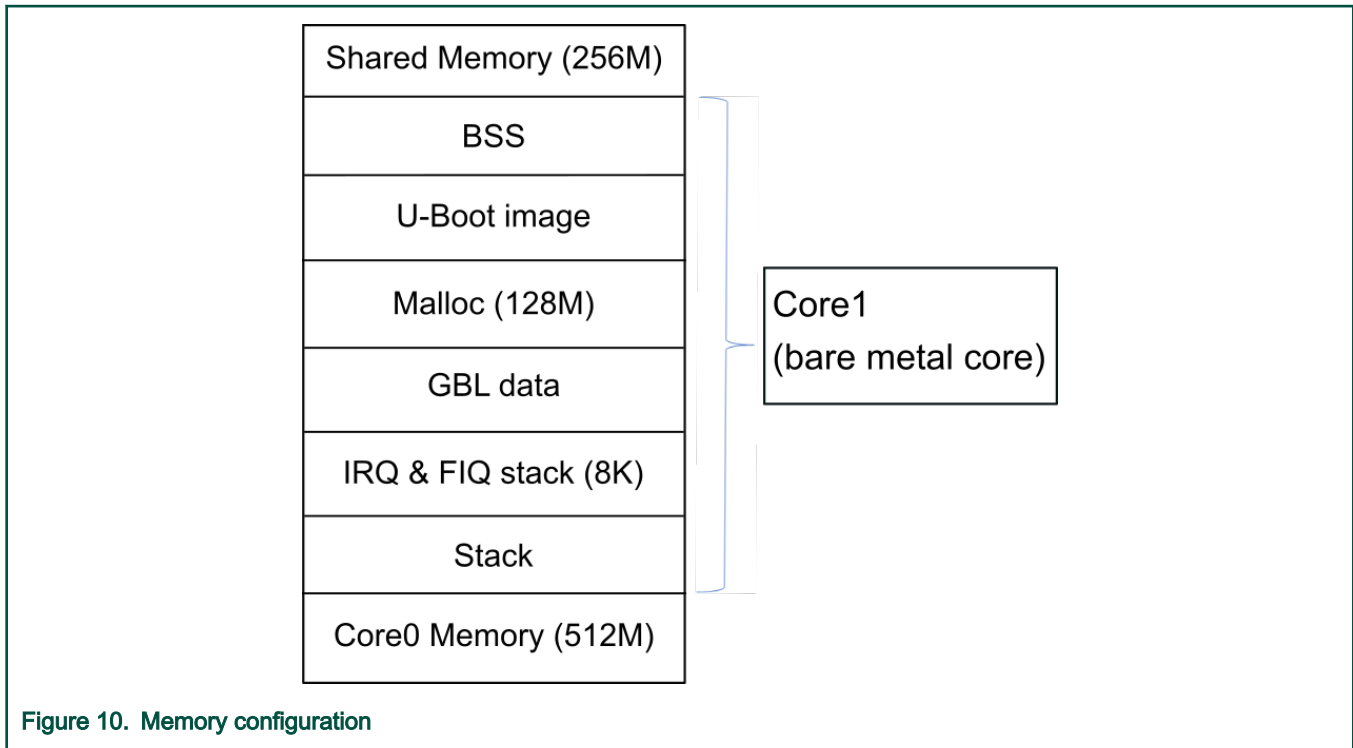 Shared Memory (256M)
BSS
U-Boot image
Malloc (128M)
GBL data
IRQ & FIQ stack (8K)
Stack
Core0 Memory (512M)
Core1
(bare metal core)
Figure 10. Memory configuration